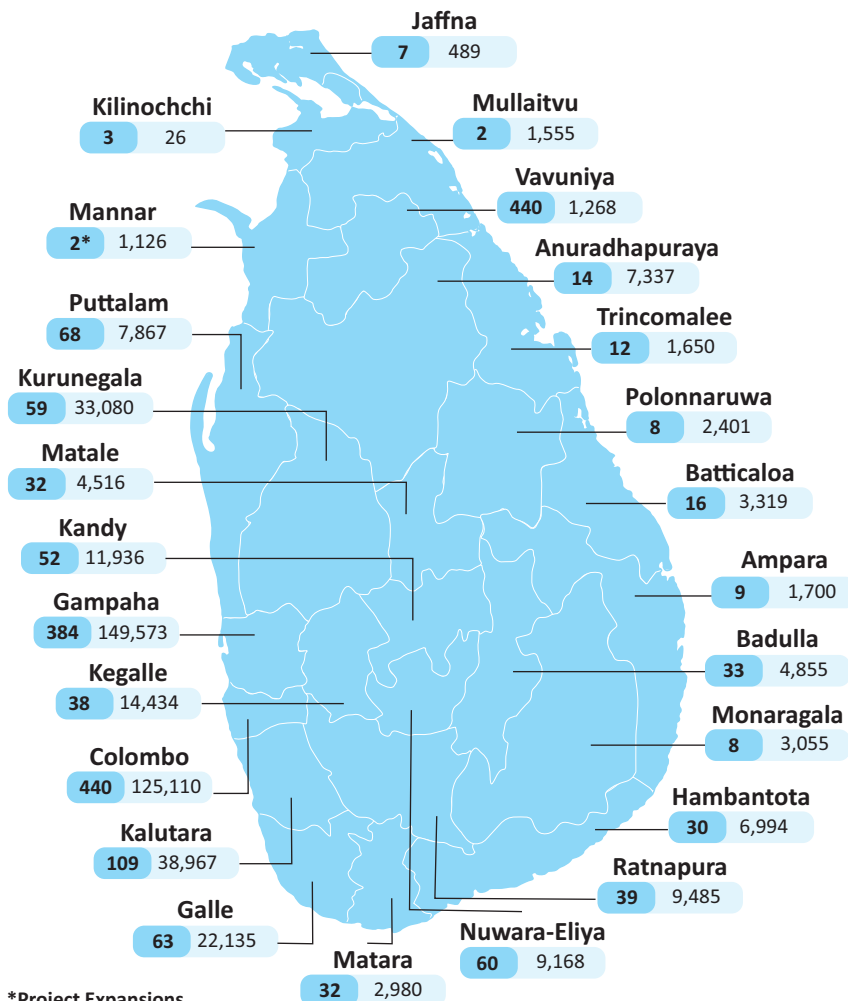 Jaffna
7 489
Kilinochchi
3 26
Mullaitvu
2 1,555
Vavuniya
440 1,268
Mannar
2* 1,126
Anuradhapuraya
14 7,337
Puttalam
68 7,867
Trincomalee
12 1,650
Kurunegala
59 33,080
Polonnaruwa
8 2,401
Matale
32 4,516
Batticaloa
16 3,319
Kandy
52 11,936
Ampara
9 1,700
Gampaha
384 149,573
Badulla
33 4,855
Kegalle
38 14,434
Monaragala
8 3,055
Colombo
440 125,110
Hambantota
30 6,994
Kalutara
109 38,967
Ratnapura
39 9,485
Galle
63 22,135
Nuwara-Eliya
60 9,168
Matara
32 2,980
*Project Expansions